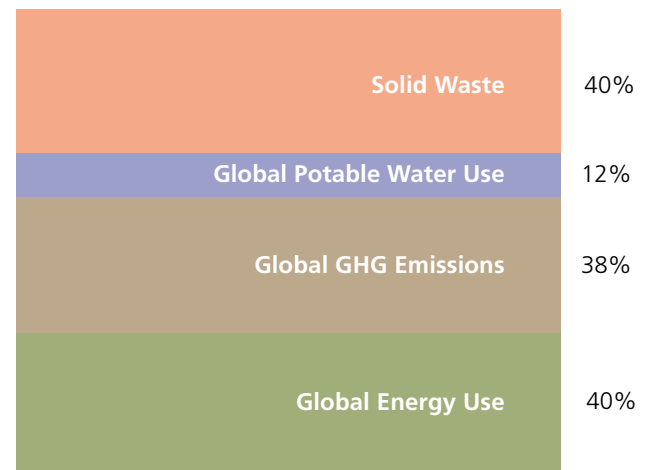 Solid Waste 40%
Global Potable Water Use 12%
Global GHG Emissions 38%
Global Energy Use 40%